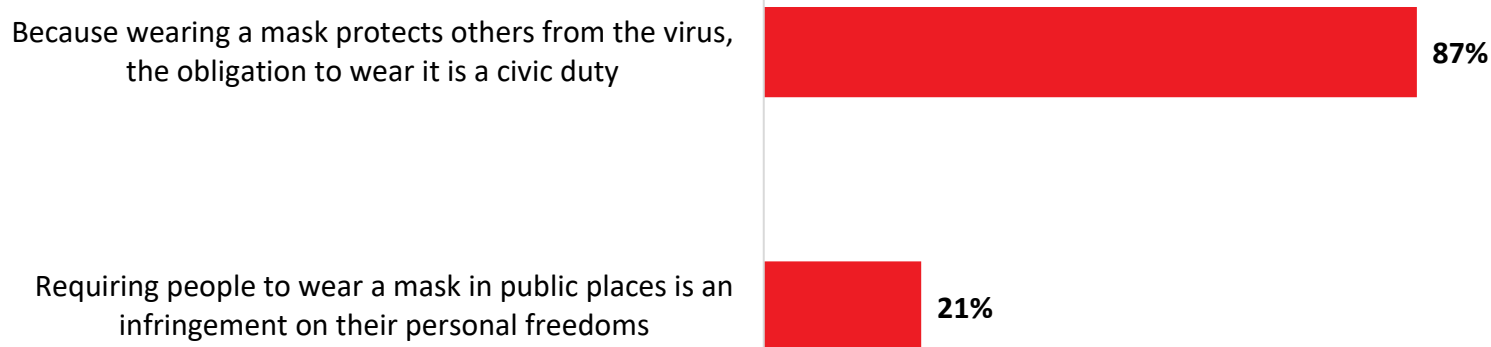 Because wearing a mask protects others from the virus,
the obligation to wear it is a civic duty
87%
Requiring people to wear a mask in public places is an
infringement on their personal freedoms
21%